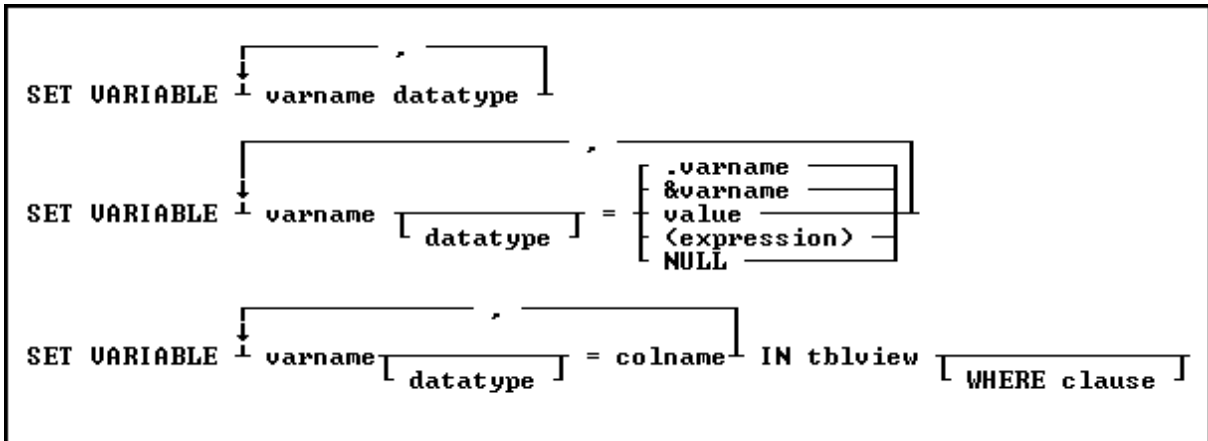 ,
SET VARIABLE varname datatype
,
.varname
&varname
SET VARIABLE varname = value
datatype (expression)
NULL
,
SET VARIABLE varname = colname IN tblview
datatype WHERE clause